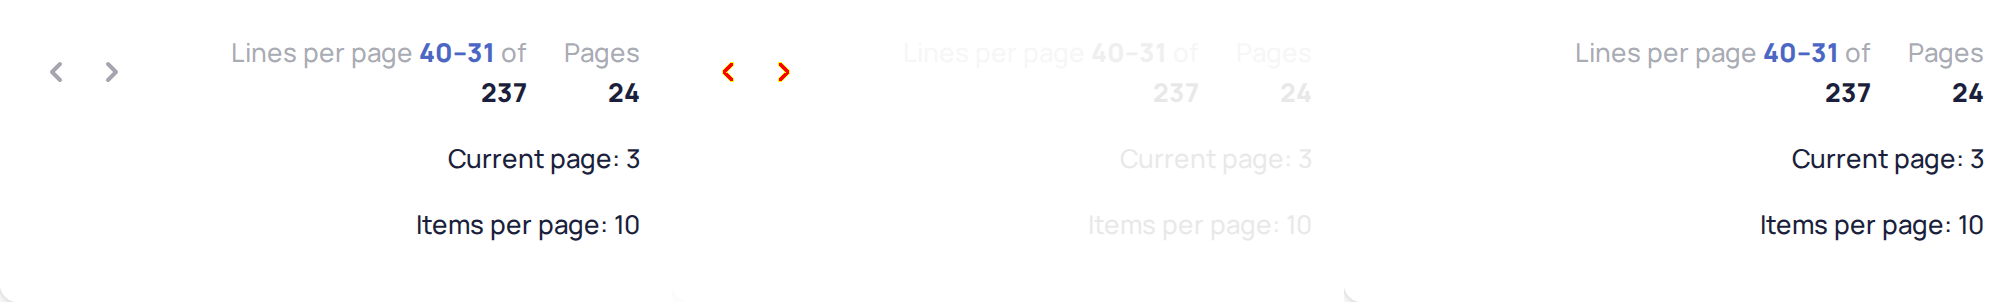 Lines per page 40–31 of Pages
237 24
Current page: 3
Items per page: 10
Lines per page 40–31 of Pages
237 24
Current page: 3
Items per page: 10
Lines per page 40–31 of Pages
237 24
Current page: 3
Items per page: 10